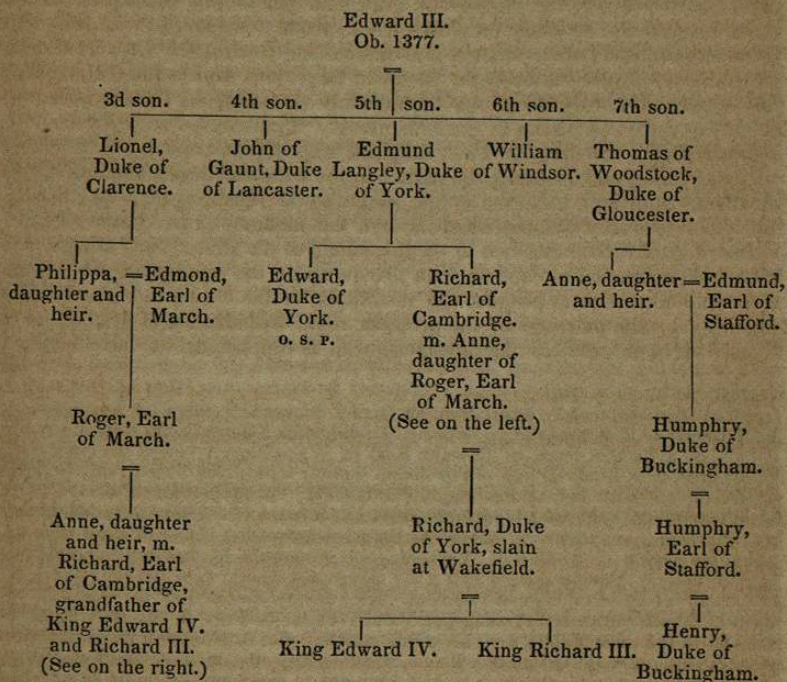 Edward III.
Ob. 1377.
3d son.
4th son.
5th son.
6th son.
7th son.
Lionel,
Duke of
Clarence.
John of
Gaunt, Duke
of Lancaster.
Edmund
Langley, Duke
of York.
William
of Windsor.
Thomas of
Woodstock,
Duke of
Gloucester.
Philippa,
daughter and
heir.
=Edmond,
Earl of
March.
Edward,
Duke of
York.
O. S. P.
Richard,
Earl of
Cambridge.
m. Anne,
daughter of
Roger, Earl
of March.
(See on the left.)
Anne, daughter
and heir.
=Edmund,
Earl of
Stafford.
Roger, Earl
of March.
Humphry,
Duke of
Buckingham.
Anne, daughter
and heir, m.
Richard, Earl
of Cambridge,
grandfather of
King Edward IV.
and Richard III.
(See on the right.)
Richard, Duke
of York, slain
at Wakefield.
Humphry,
Earl of
Stafford.
King Edward IV.
King Richard III.
Henry,
Duke of
Buckingham.